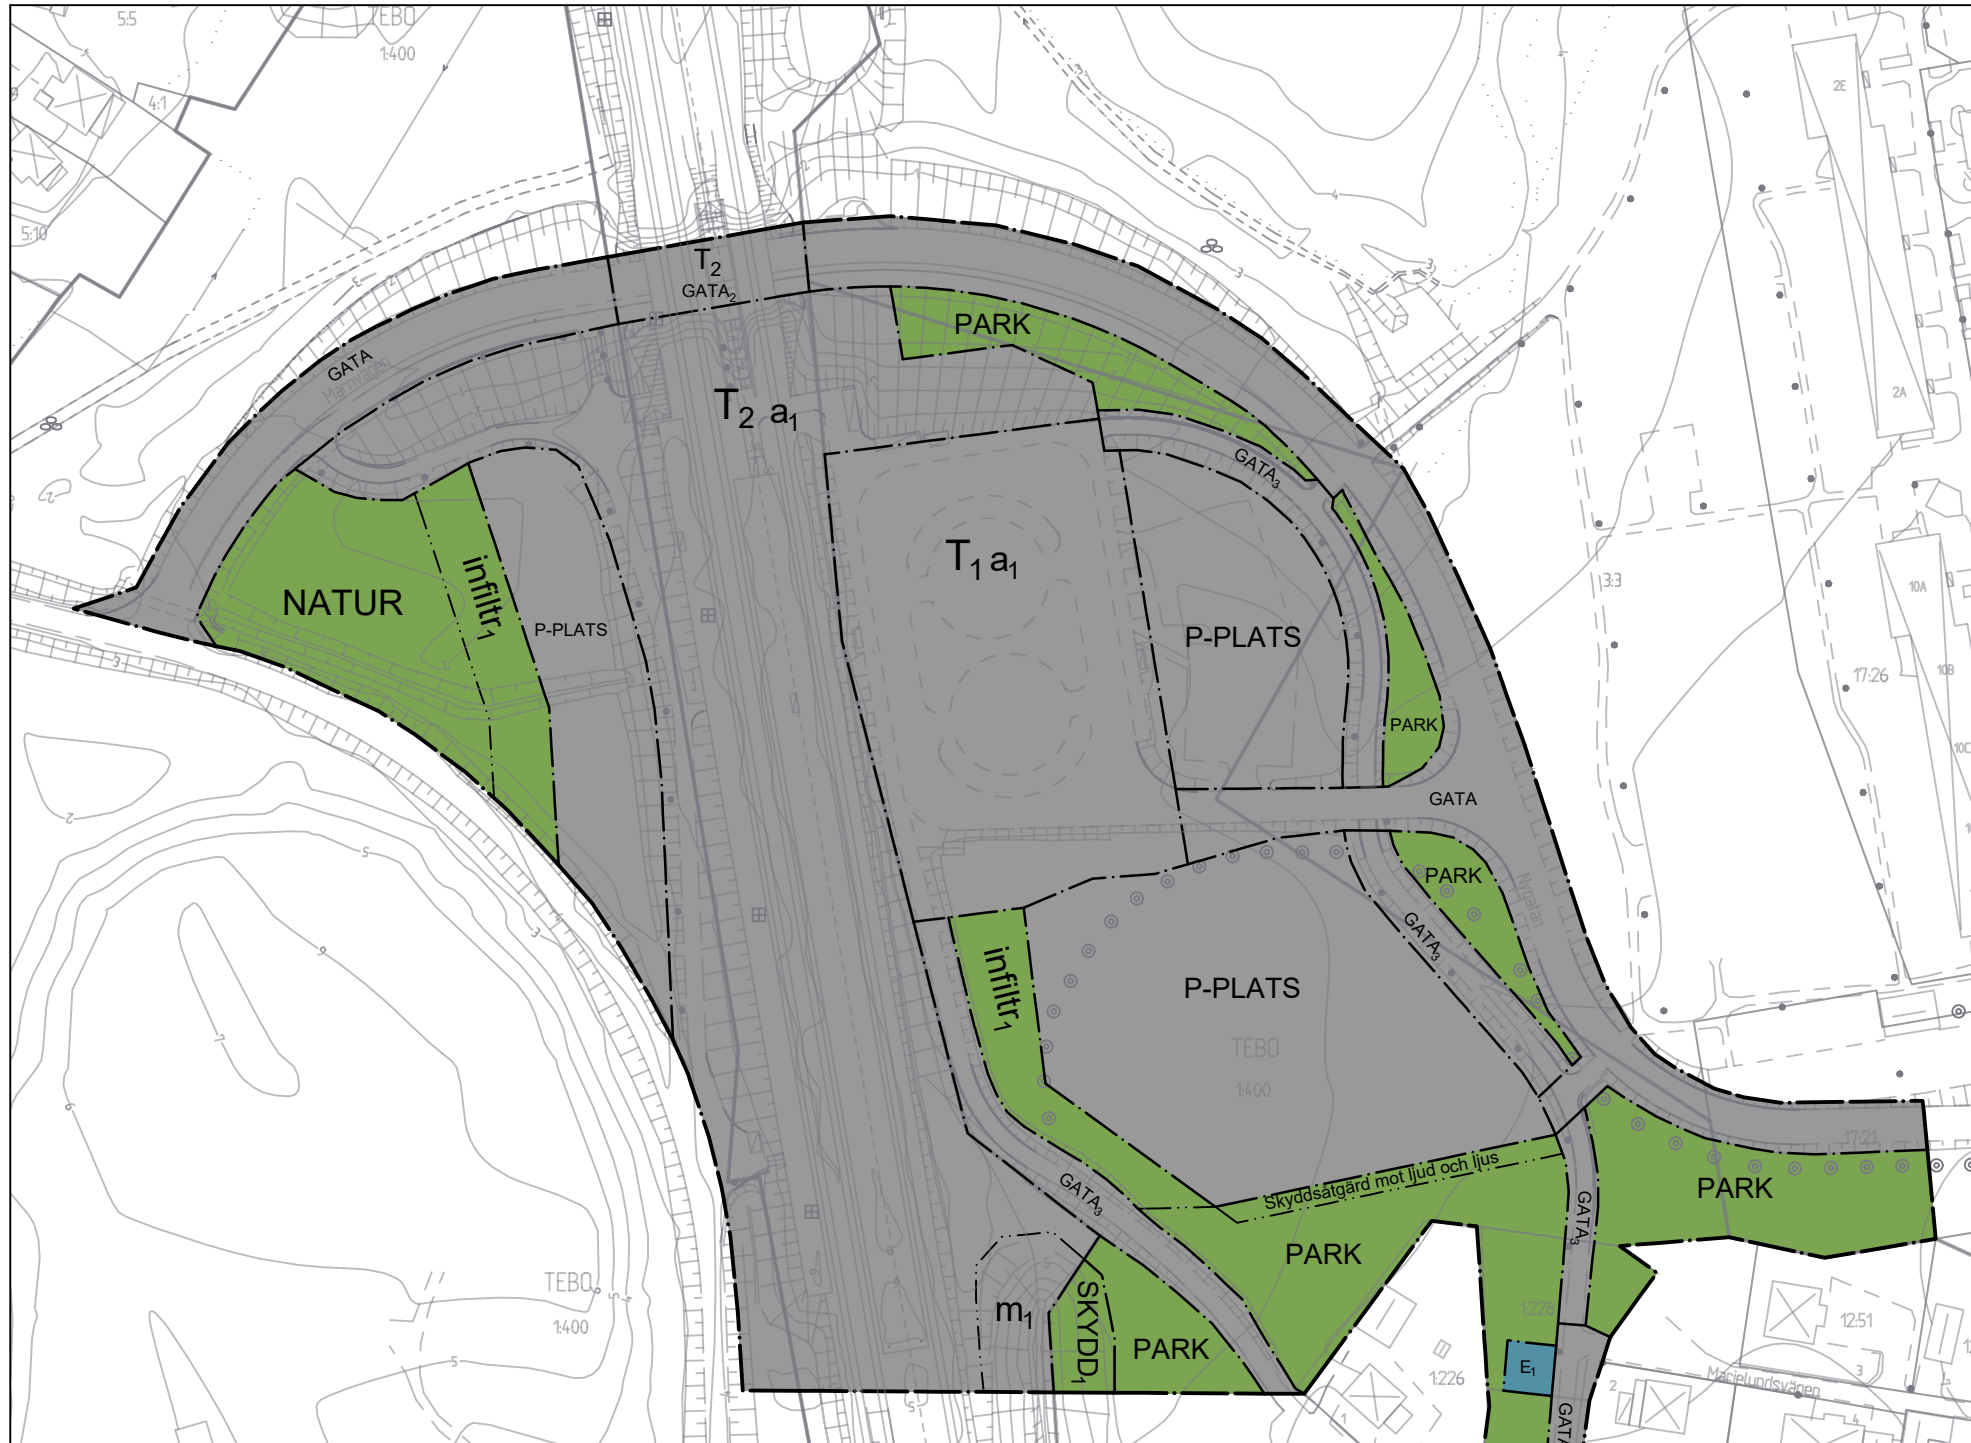 5:5
TEBO
1:400
4:1
5:10
2E
2A
T2
GATA2
PARK
GATA
T2 a1
GATA3
T1 a1
infiltr1
NATUR
P-PLATS
P-PLATS
3:3
10A
10B
17:26
10C
PARK
GATA
PARK
Nygatan
GATA3
infiltr1
P-PLATS
TEBO
1:400
17:21
Skyddsåtgärd mot ljud och ljus
PARK
GATA3
GATA3
PARK
TEBO
1:400
m1
SKYDD1
PARK
1:228
12:51
E1
1:226
Marielundsvägen
GATA